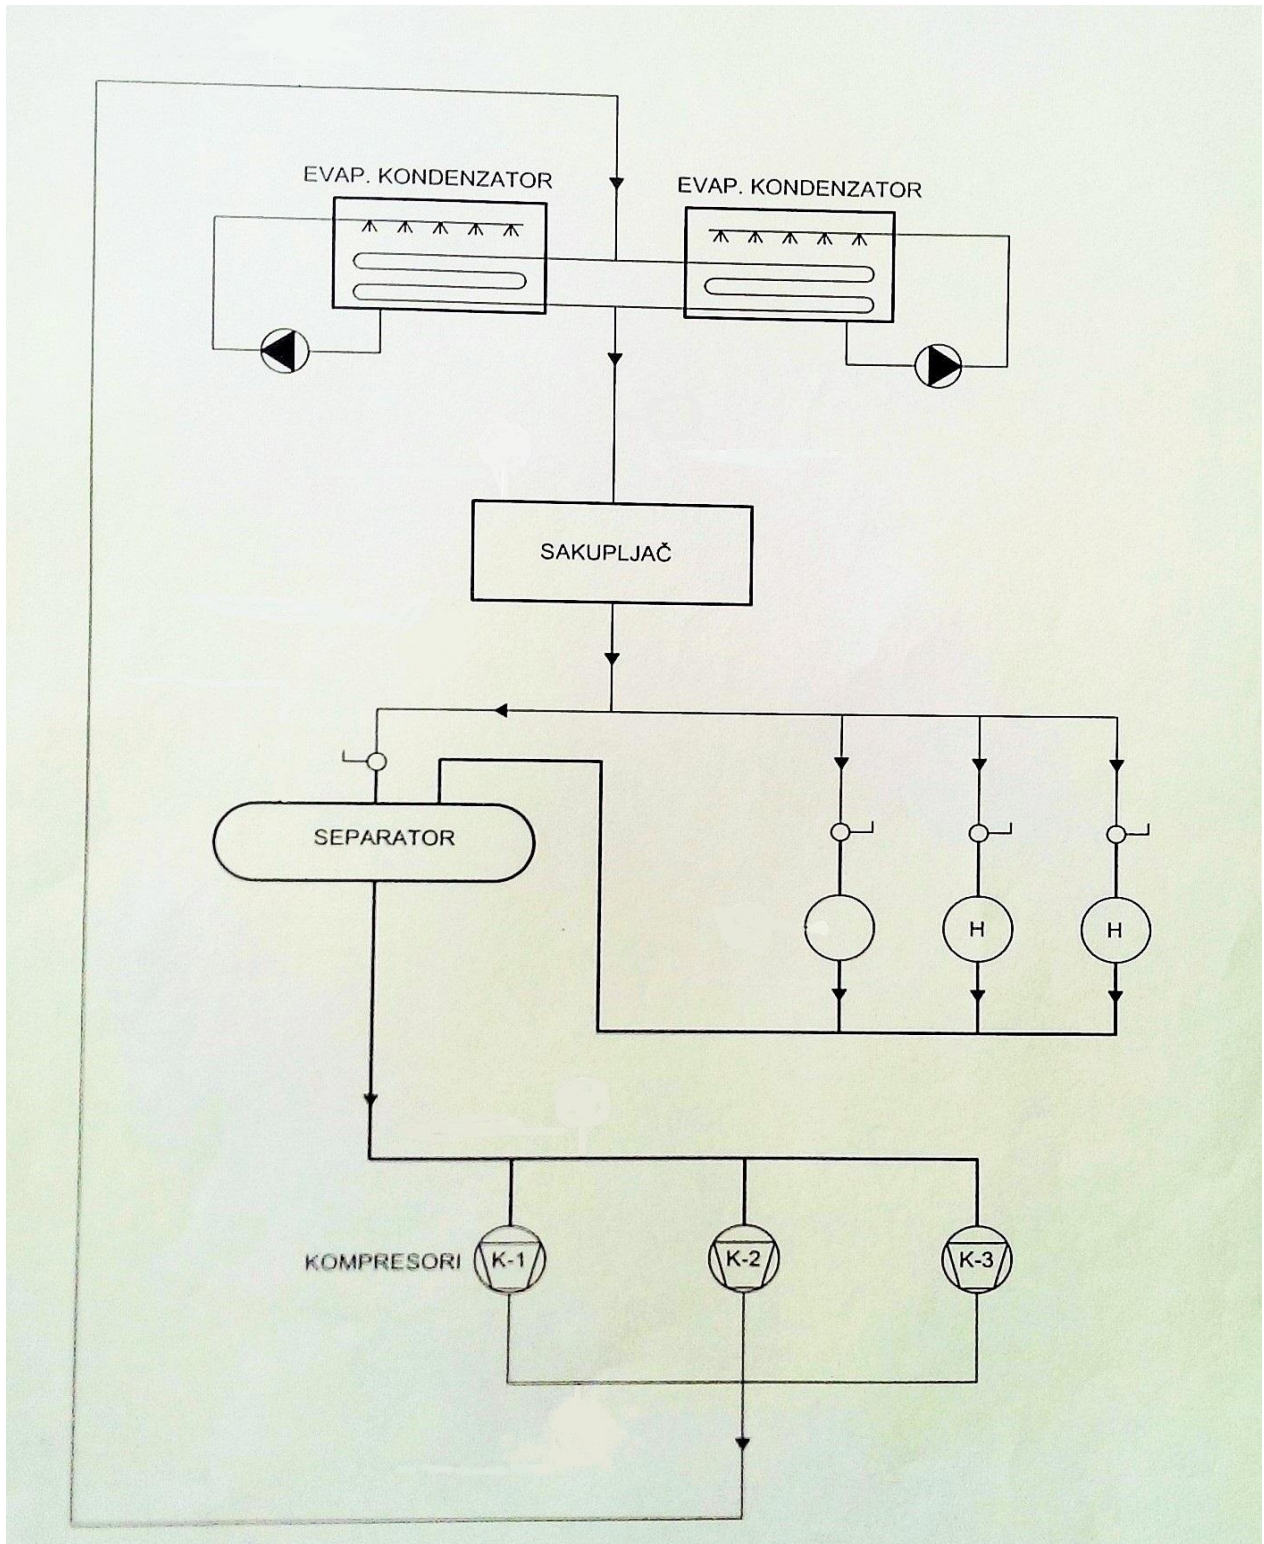 EVAP. KONDENZATOR
EVAP. KONDENZATOR
SAKUPLJAČ
SEPARATOR
H
H
KOMPRESORI
K-1
K-2
K-3